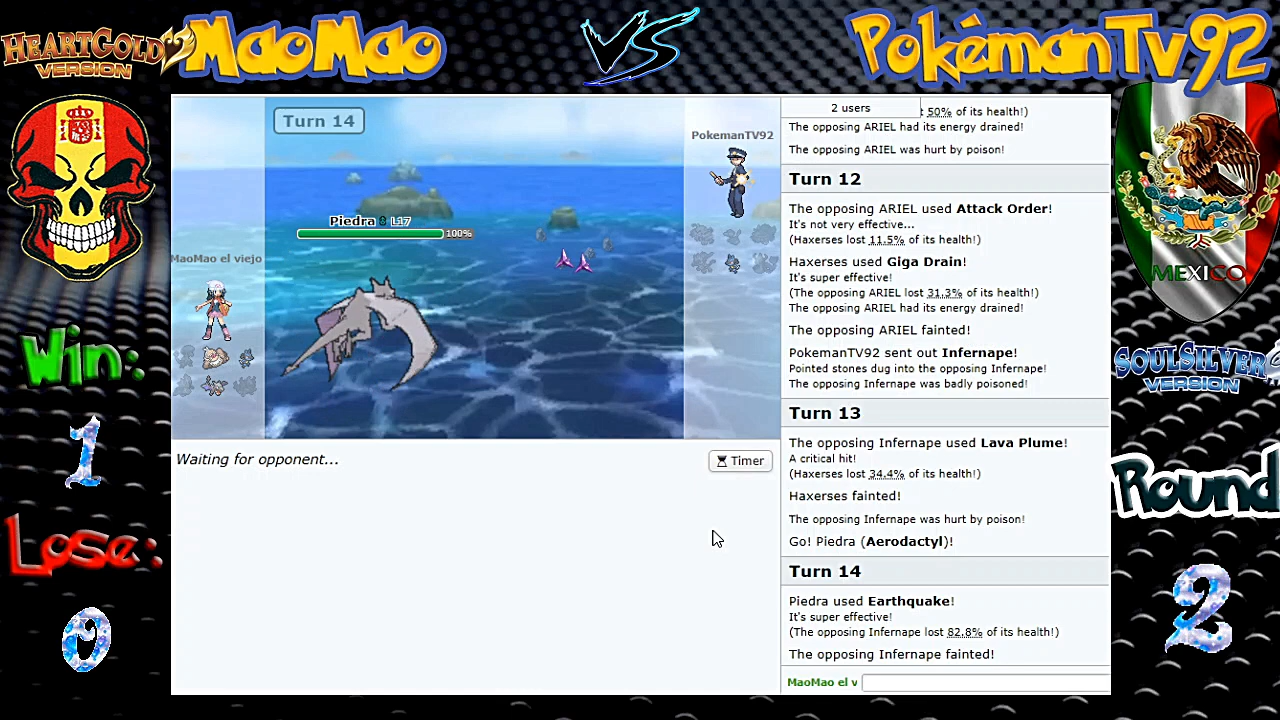 HEARTGOLD
VERSION
MaoMao
VS
PokémanTv92
Turn 14
PokemanTV92
Piedra L17
100%
MaoMao el viejo
Waiting for opponent...
Timer
2 users
50% of its health!)
The opposing ARIEL had its energy drained!
The opposing ARIEL was hurt by poison!
Turn 12
The opposing ARIEL used Attack Order!
It's not very effective...
(Haxerses lost 11.5% of its health!)
Haxerses used Giga Drain!
It's super effective!
(The opposing ARIEL lost 31.3% of its health!)
The opposing ARIEL had its energy drained!
The opposing ARIEL fainted!
PokemanTV92 sent out Infernape!
Pointed stones dug into the opposing Infernape!
The opposing Infernape was badly poisoned!
Turn 13
The opposing Infernape used Lava Plume!
A critical hit!
(Haxerses lost 34.4% of its health!)
Haxerses fainted!
The opposing Infernape was hurt by poison!
Go! Piedra (Aerodactyl)!
Turn 14
Piedra used Earthquake!
It's super effective!
(The opposing Infernape lost 82.8% of its health!)
The opposing Infernape fainted!
MaoMao el v
Win:
1
Lose:
0
MEXICO
SOULSILVER
VERSION
Round
2